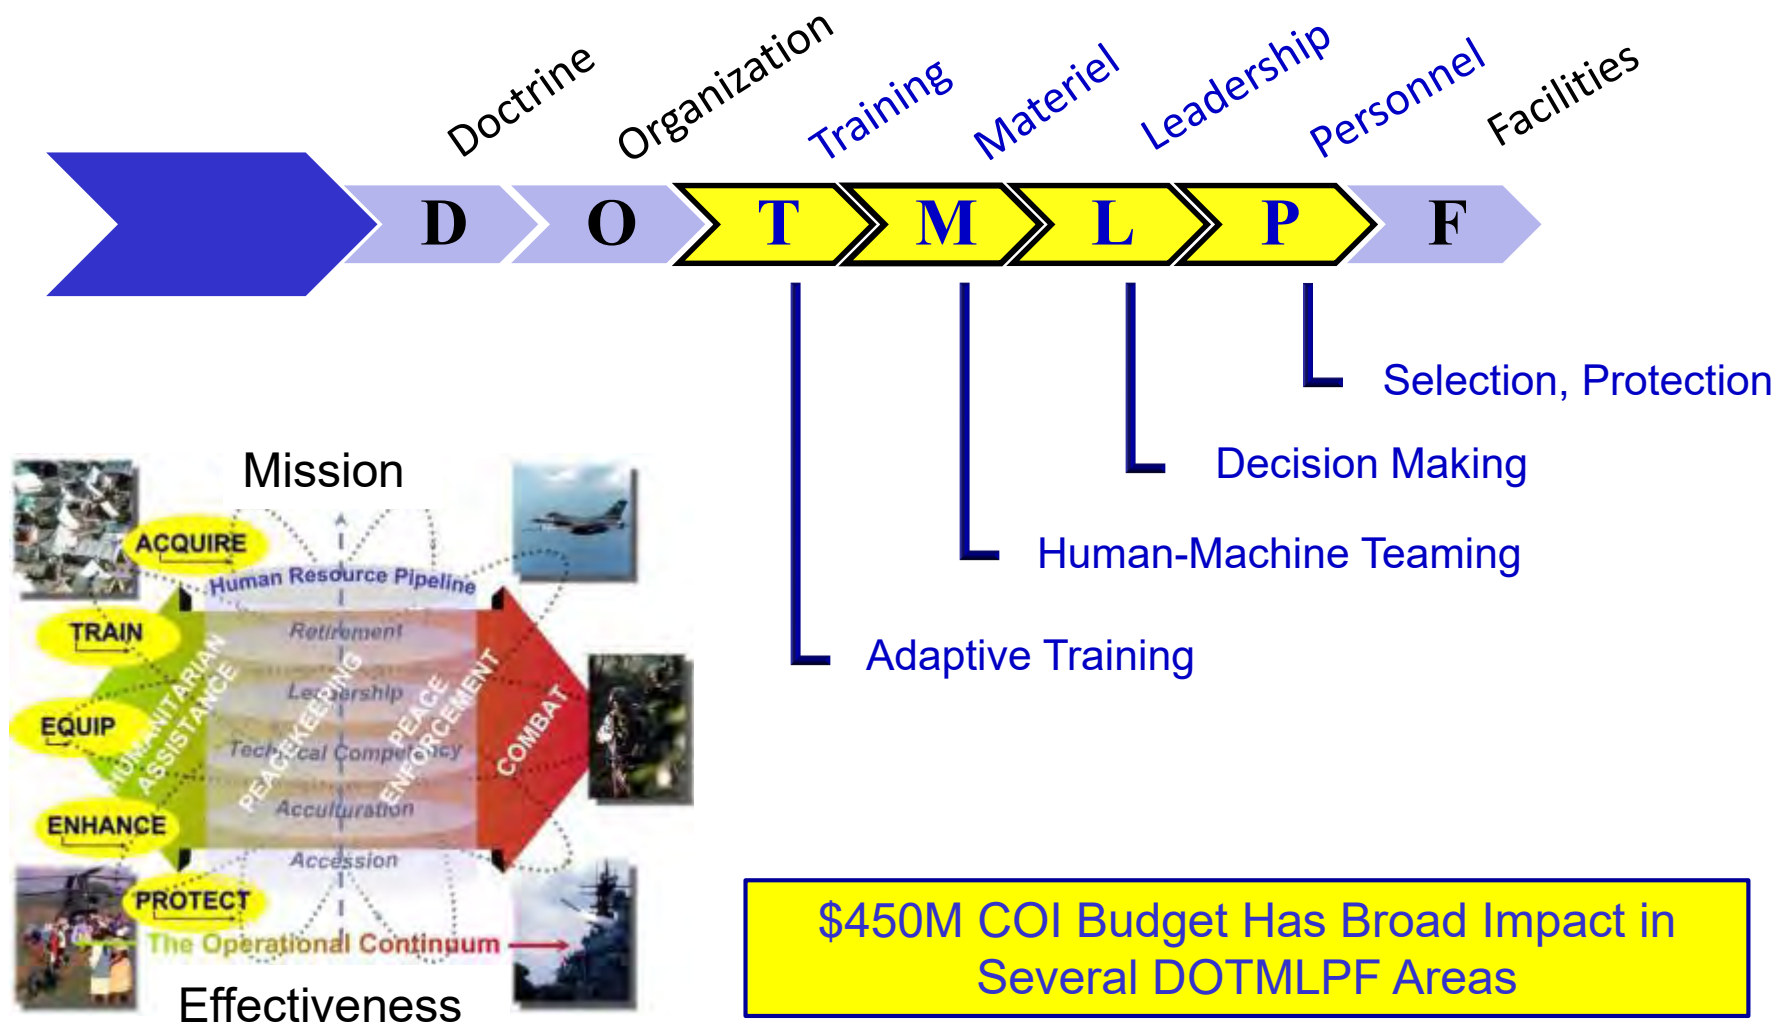 Doctrine
Organization
Training
Materiel
Leadership
Personnel
Facilities
D O T M L P F
Selection, Protection
Decision Making
Human-Machine Teaming
Adaptive Training
Mission
ACQUIRE
Human Resource Pipeline
TRAIN
Retirement
Leadership
EQUIP
Technical Competency
HUMANITARIAN
ASSISTANCE
PEACEKEEPING
PEACE
ENFORCEMENT
COMBAT
Acculturation
ENHANCE
Accession
PROTECT
The Operational Continuum
Effectiveness
$450M COI Budget Has Broad Impact in
Several DOTMLPF Areas